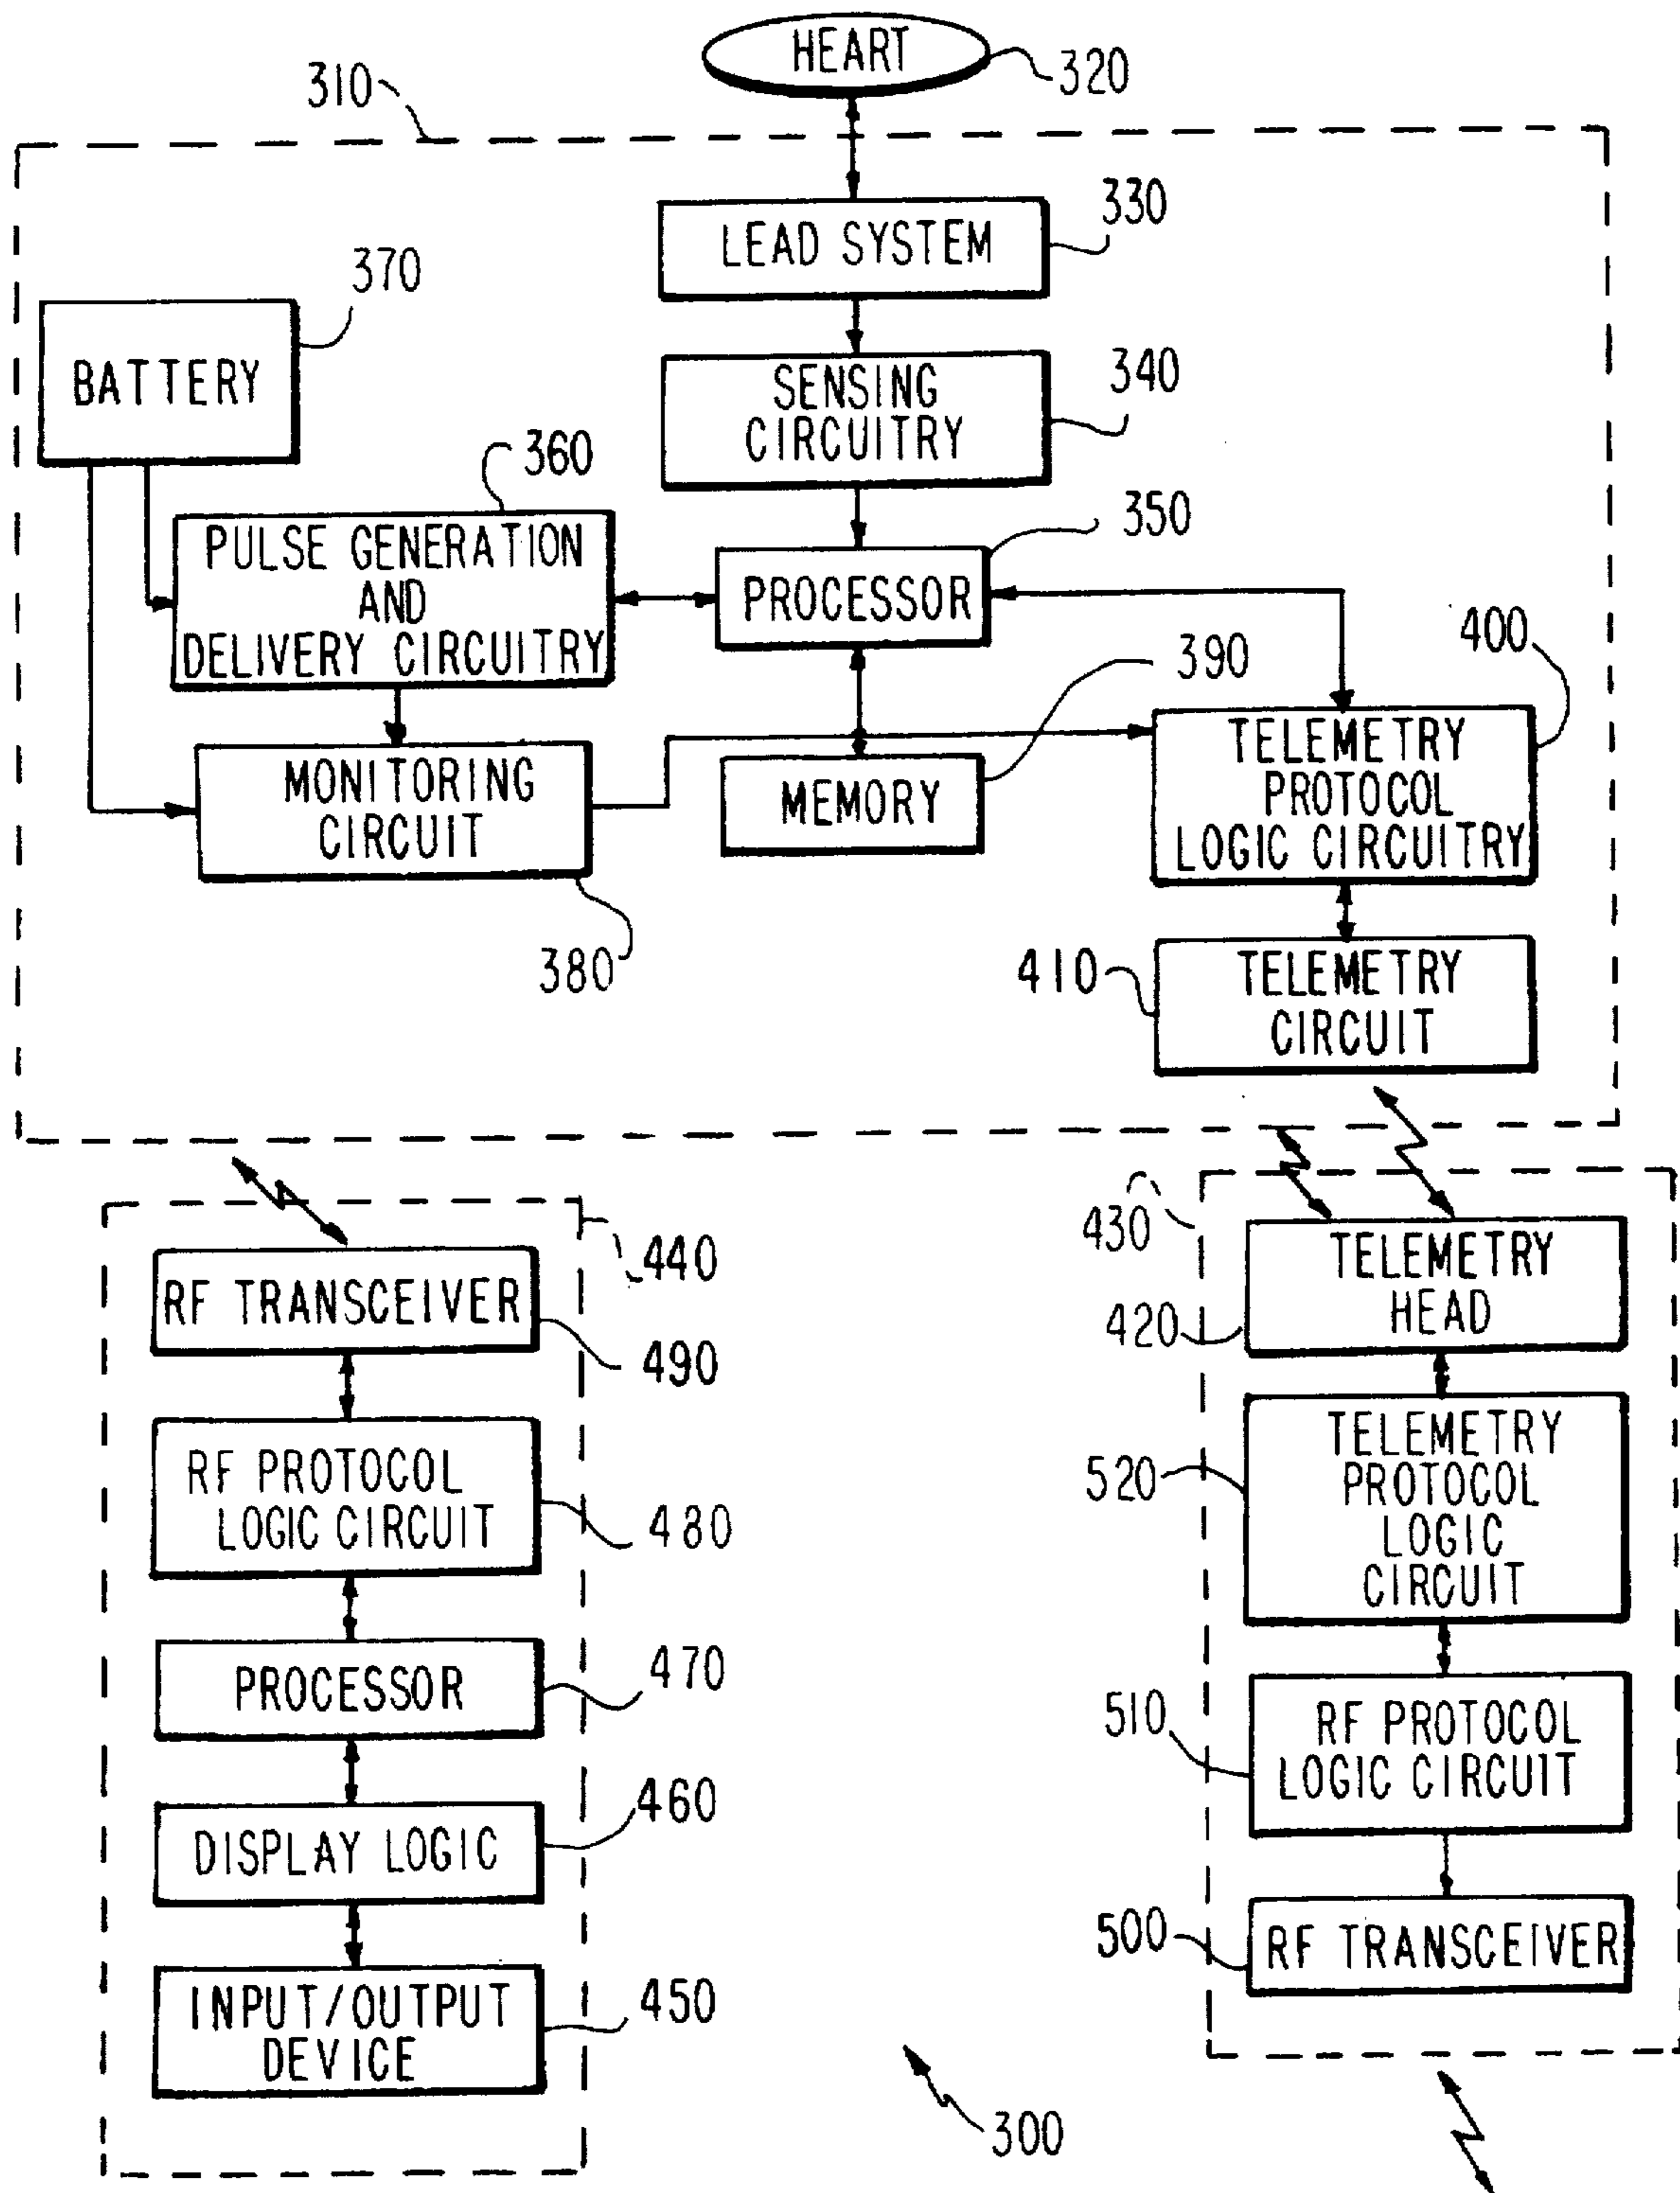 HEART
320
310
330
LEAD SYSTEM
370
BATTERY
340
SENSING
CIRCUITRY
360
350
PULSE GENERATION
AND
DELIVERY CIRCUITRY
PROCESSOR
400
390
TELEMETRY
PROTOCOL
LOGIC CIRCUITRY
MONITORING
CIRCUIT
MEMORY
380
410
TELEMETRY
CIRCUIT
430
440
RF TRANSCEIVER
490
TELEMETRY
HEAD
420
RF PROTOCOL
LOGIC CIRCUIT
480
520
TELEMETRY
PROTOCOL
LOGIC
CIRCUIT
PROCESSOR
470
510
RF PROTOCOL
LOGIC CIRCUIT
DISPLAY LOGIC
460
500
RF TRANSCEIVER
INPUT/OUTPUT
DEVICE
450
300